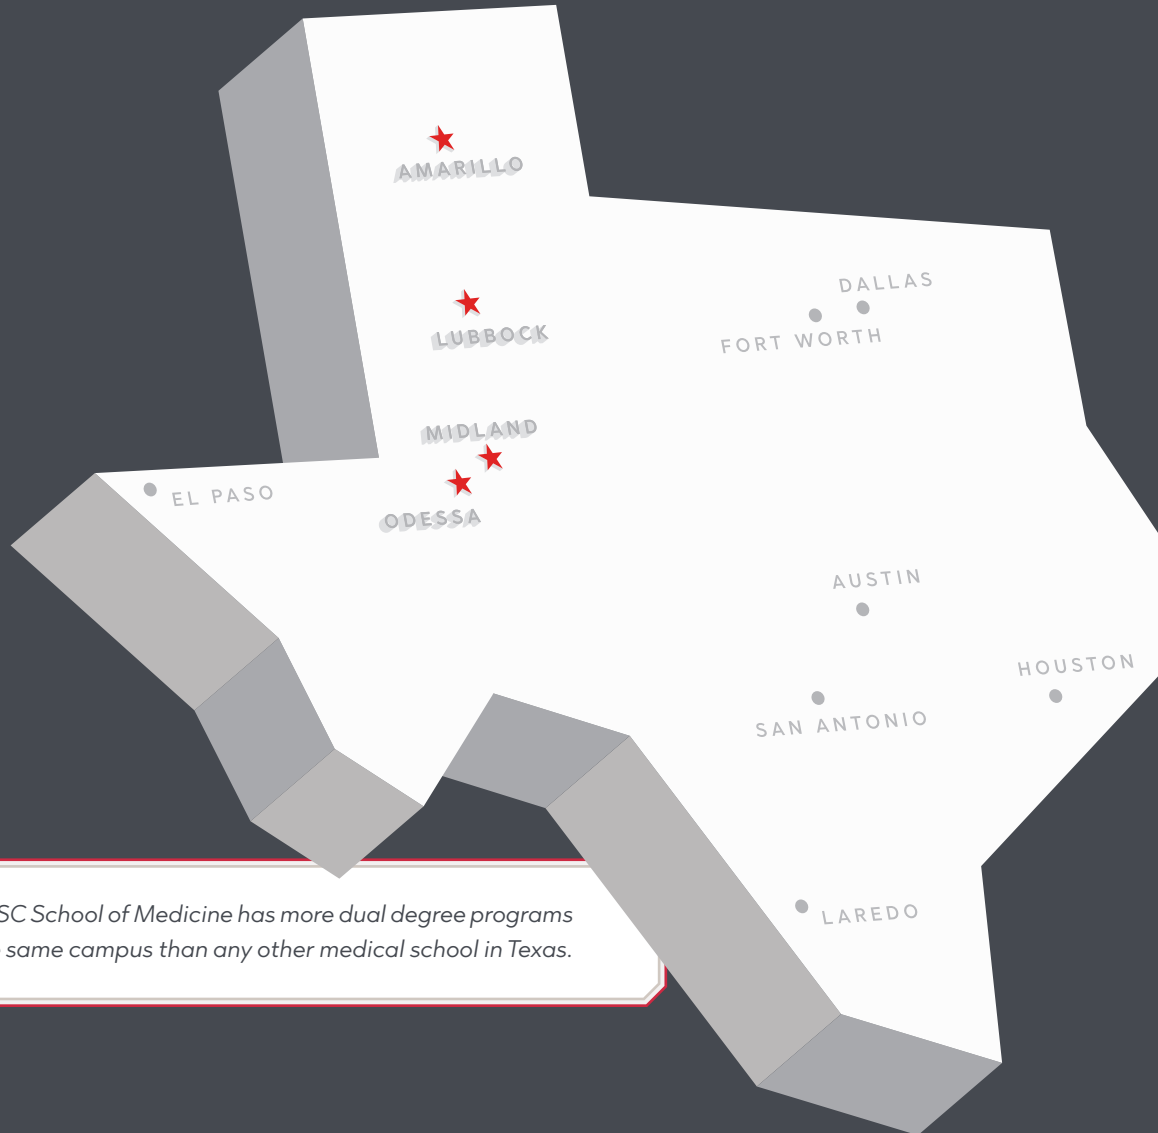 AMARILLO
LUBBOCK
DALLAS
FORT WORTH
MIDLAND
EL PASO
ODESSA
AUSTIN
HOUSTON
SAN ANTONIO
LAREDO
School of Medicine has more dual degree programs
same campus than any other medical school in Texas.